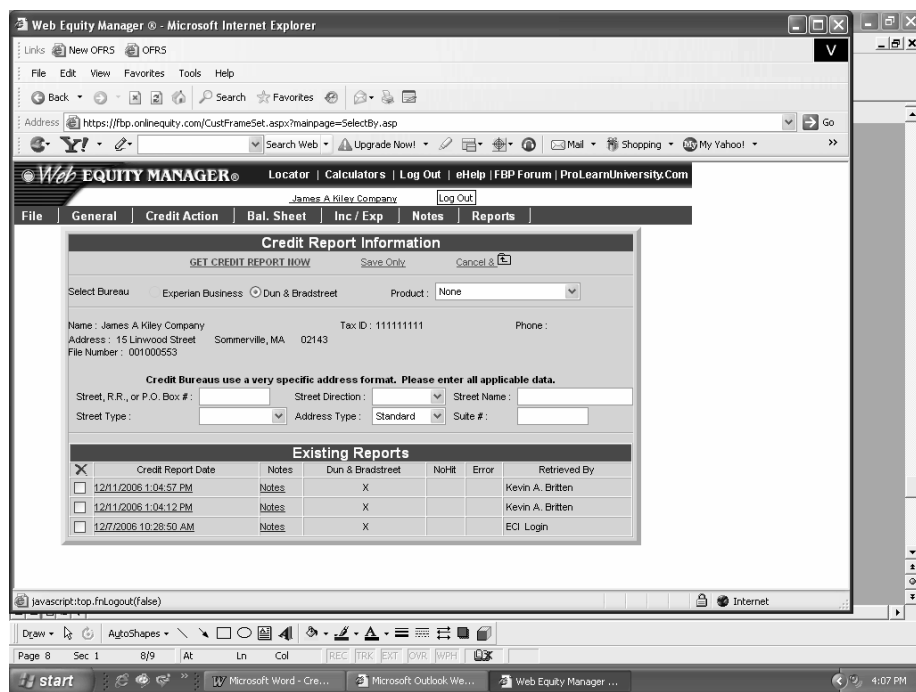 Web Equity Manager ® - Microsoft Internet Explorer
Links New OFRS OFRS
File Edit View Favorites Tools Help
Back Search Favorites
Address https://fbp.onlinequity.com/CustFrameSet.aspx?mainpage=SelectBy.asp Go
Y! Search Web Upgrade Now! Mail Shopping My Yahoo! »
Web EQUITY MANAGER® Locator | Calculators | Log Out | eHelp | FBP Forum | ProLearnUniversity.Com
James A Kiley Company Log Out
File | General | Credit Action | Bal. Sheet | Inc / Exp | Notes | Reports |
Credit Report Information
GET CREDIT REPORT NOW Save Only Cancel &
Select Bureau Experian Business Dun & Bradstreet Product : None
Name : James A Kiley Company Tax ID : 111111111 Phone :
Address : 15 Linwood Street Sommerville, MA 02143
File Number : 001000553
Credit Bureaus use a very specific address format. Please enter all applicable data.
Street, R.R., or P.O. Box # : Street Direction : Street Name :
Street Type : Address Type : Standard Suite # :
Existing Reports
X Credit Report Date Notes Dun & Bradstreet NoHit Error Retrieved By
12/11/2006 1:04:57 PM Notes X Kevin A. Britten
12/11/2006 1:04:12 PM Notes X Kevin A. Britten
12/7/2006 10:28:50 AM Notes X ECI Login
javascript:top.fnLogout(false) Internet
Draw AutoShapes
Page 8 Sec 1 8/9 At Ln Col REC TRK EXT OVR WPH
start » Microsoft Word - Cre... Microsoft Outlook We... Web Equity Manager ... 4:07 PM